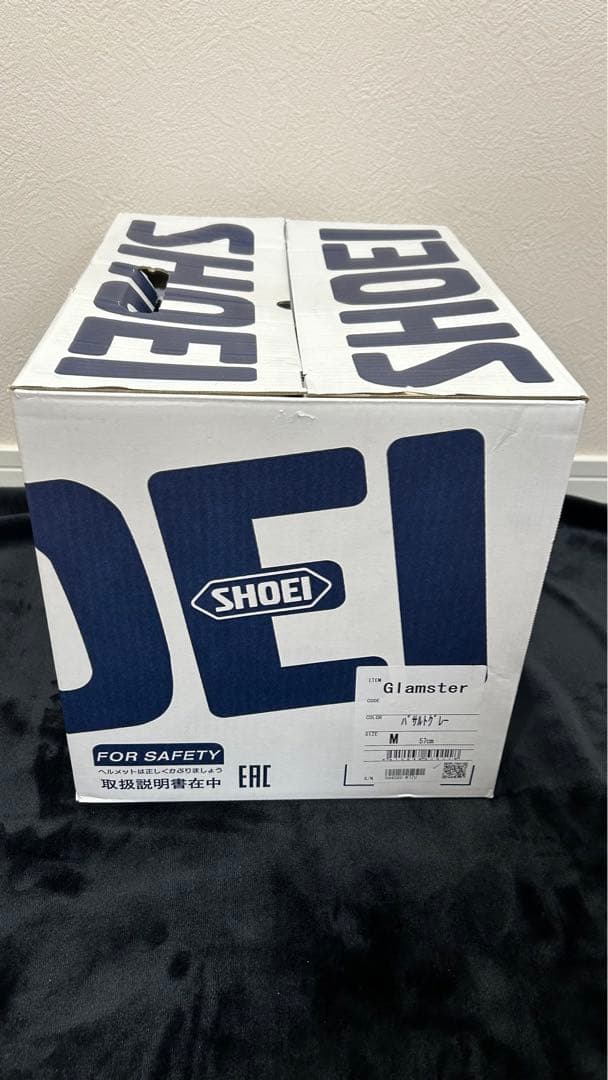 SHOEI
SHOEI
OEI
SHOEI
ITEM
Glamster
CODE
COLOR
バサルトグレー
SIZE
M 57cm
S/N
FOR SAFETY
ヘルメットは正しくかぶりましょう
取扱説明書在中
EAC